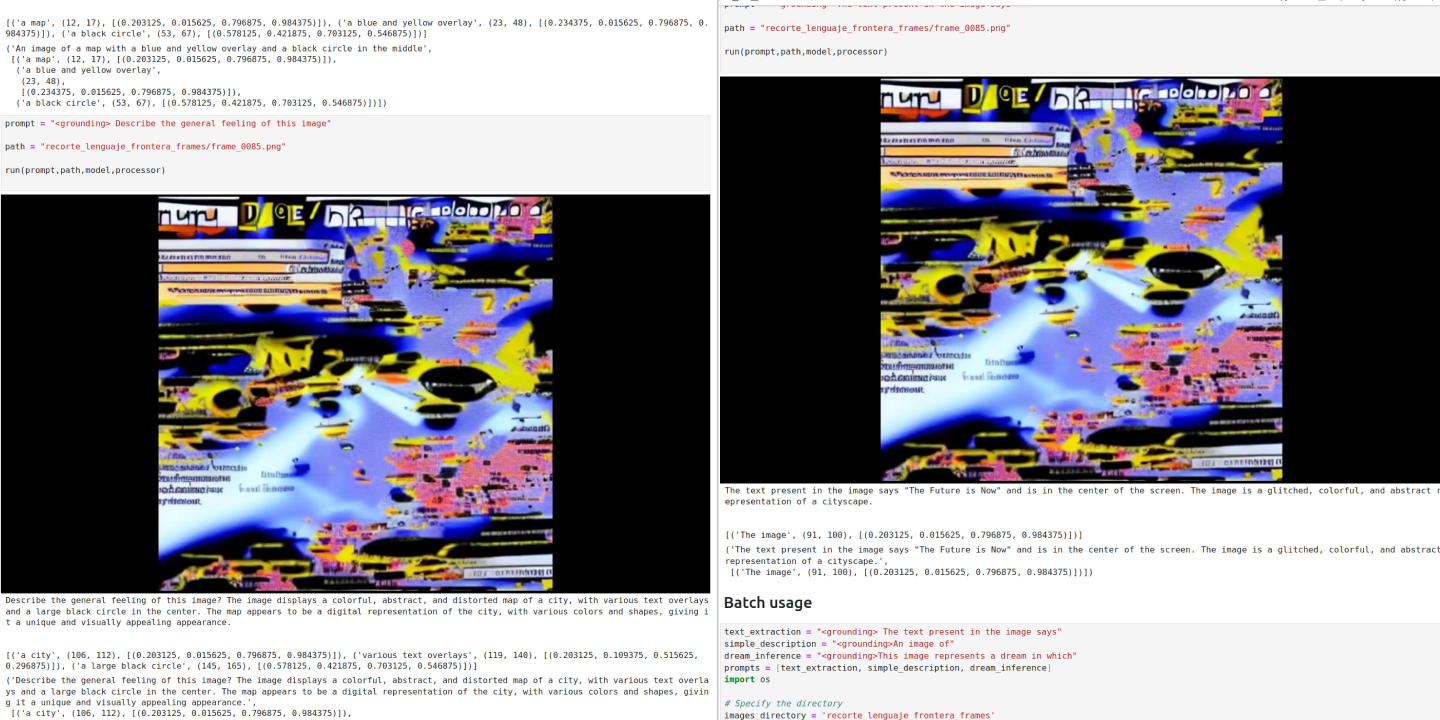 [('a map', (12, 17), [(0.203125, 0.015625, 0.796875, 0.984375)]), ('a blue and yellow overlay', (23, 48), [(0.234375, 0.015625, 0.796875, 0.
984375)]), ('a black circle', (53, 67), [(0.578125, 0.421875, 0.703125, 0.546875)])]
('An image of a map with a blue and yellow overlay and a black circle in the middle',
[('a map', (12, 17), [(0.203125, 0.015625, 0.796875, 0.984375)]),
('a blue and yellow overlay',
(23, 48),
[(0.234375, 0.015625, 0.796875, 0.984375)]),
('a black circle', (53, 67), [(0.578125, 0.421875, 0.703125, 0.546875)])])
prompt = "<grounding> Describe the general feeling of this image"
path = "recorte_lenguaje_frontera_frames/frame_0085.png"
run(prompt,path,model,processor)
Describe the general feeling of this image? The image displays a colorful, abstract, and distorted map of a city, with various text overlays
and a large black circle in the center. The map appears to be a digital representation of the city, with various colors and shapes, giving i
t a unique and visually appealing appearance.
[('a city', (106, 112), [(0.203125, 0.015625, 0.796875, 0.984375)]), ('various text overlays', (119, 140), [(0.203125, 0.109375, 0.515625,
0.296875)]), ('a large black circle', (145, 165), [(0.578125, 0.421875, 0.703125, 0.546875)])]
('Describe the general feeling of this image? The image displays a colorful, abstract, and distorted map of a city, with various text overla
ys and a large black circle in the center. The map appears to be a digital representation of the city, with various colors and shapes, givin
g it a unique and visually appealing appearance.',
[('a city', (106, 112), [(0.203125, 0.015625, 0.796875, 0.984375)]),
path = "recorte_lenguaje_frontera_frames/frame_0085.png"
run(prompt,path,model,processor)
The text present in the image says "The Future is Now" and is in the center of the screen. The image is a glitched, colorful, and abstract r
epresentation of a cityscape.
[('The image', (91, 100), [(0.203125, 0.015625, 0.796875, 0.984375)])]
('The text present in the image says "The Future is Now" and is in the center of the screen. The image is a glitched, colorful, and abstract
representation of a cityscape.',
[('The image', (91, 100), [(0.203125, 0.015625, 0.796875, 0.984375)])])
Batch usage
text_extraction = "<grounding> The text present in the image says"
simple_description = "<grounding>An image of"
dream_inference = "<grounding>This image represents a dream in which"
prompts = [text_extraction, simple_description, dream_inference]
import os
# Specify the directory
images_directory = 'recorte_lenguaje_frontera_frames'